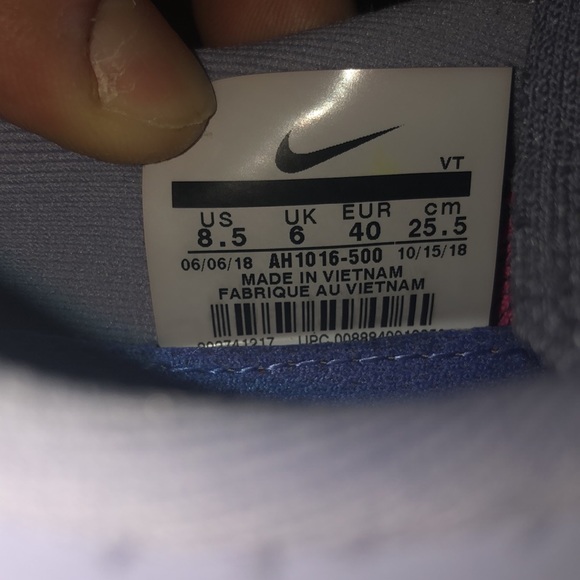 VT
US UK EUR cm
8.5 6 40 25.5
06/06/18 AH1016-500 10/15/18
MADE IN VIETNAM
FABRIQUE AU VIETNAM
UPC